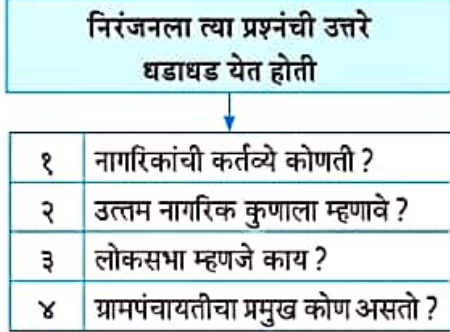 निरंजनला त्या प्रश्नंची उत्तरे
धडाधड येत होती
१ नागरिकांची कर्तव्ये कोणती ?
२ उत्तम नागरिक कुणाला म्हणावे ?
३ लोकसभा म्हणजे काय ?
४ ग्रामपंचायतीचा प्रमुख कोण असतो ?